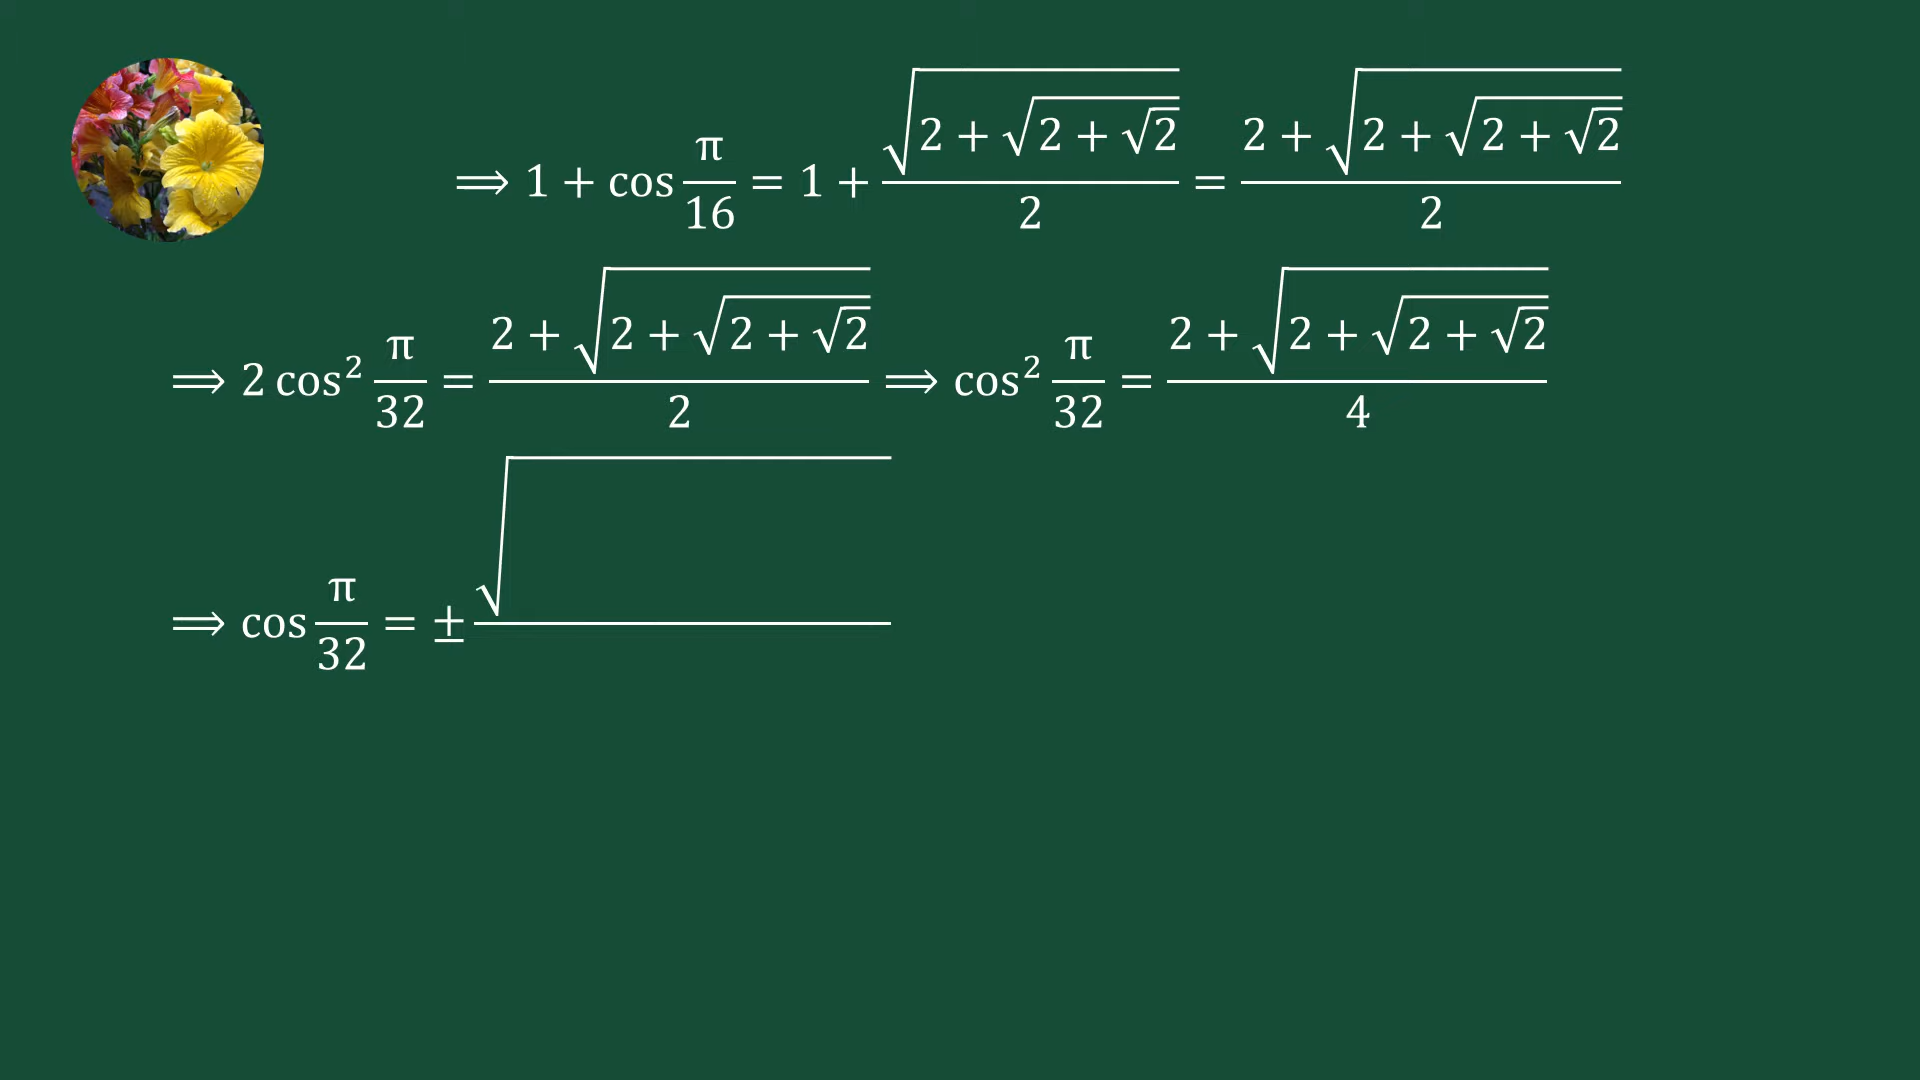 ⟹ 1 + cos π/16 = 1 + √(2 + √(2 + √2))/2 = (2 + √(2 + √(2 + √2)))/2
⟹ 2 cos² π/32 = (2 + √(2 + √(2 + √2)))/2 ⟹ cos² π/32 = (2 + √(2 + √(2 + √2)))/4
⟹ cos π/32 = ± √